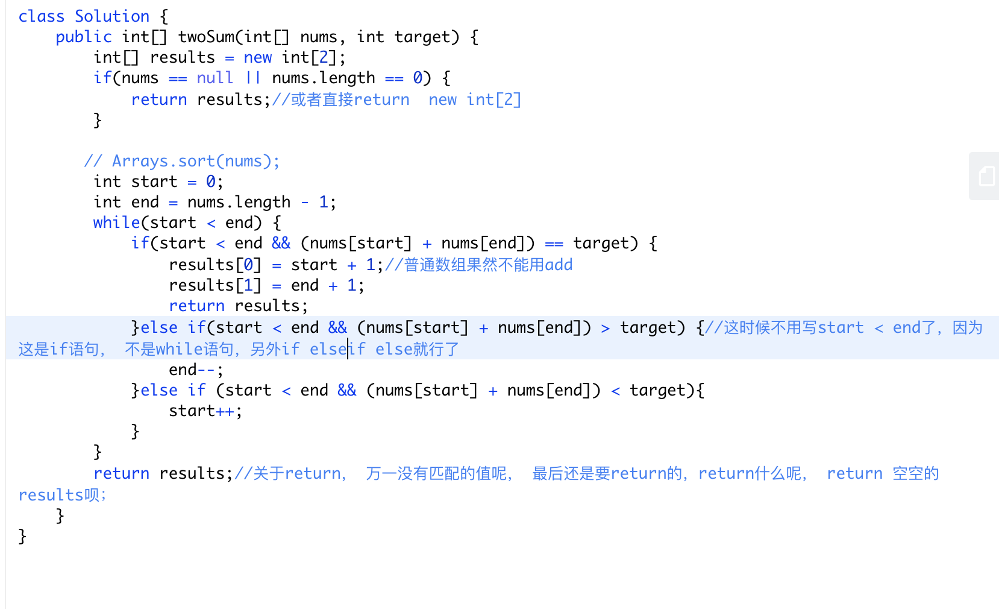 class Solution {
public int[] twoSum(int[] nums, int target) {
int[] results = new int[2];
if(nums == null || nums.length == 0) {
return results;//或者直接return  new int[2]
}
// Arrays.sort(nums);
int start = 0;
int end = nums.length - 1;
while(start < end) {
if(start < end && (nums[start] + nums[end]) == target) {
results[0] = start + 1;//普通数组果然不能用add
results[1] = end + 1;
return results;
}else if(start < end && (nums[start] + nums[end]) > target) {//这时候不用写start < end了，因为
这是if语句， 不是while语句，另外if elseif else就行了
end--;
}else if (start < end && (nums[start] + nums[end]) < target){
start++;
}
}
return results;//关于return， 万一没有匹配的值呢， 最后还是要return的，return什么呢， return 空空的
results呗；
}
}